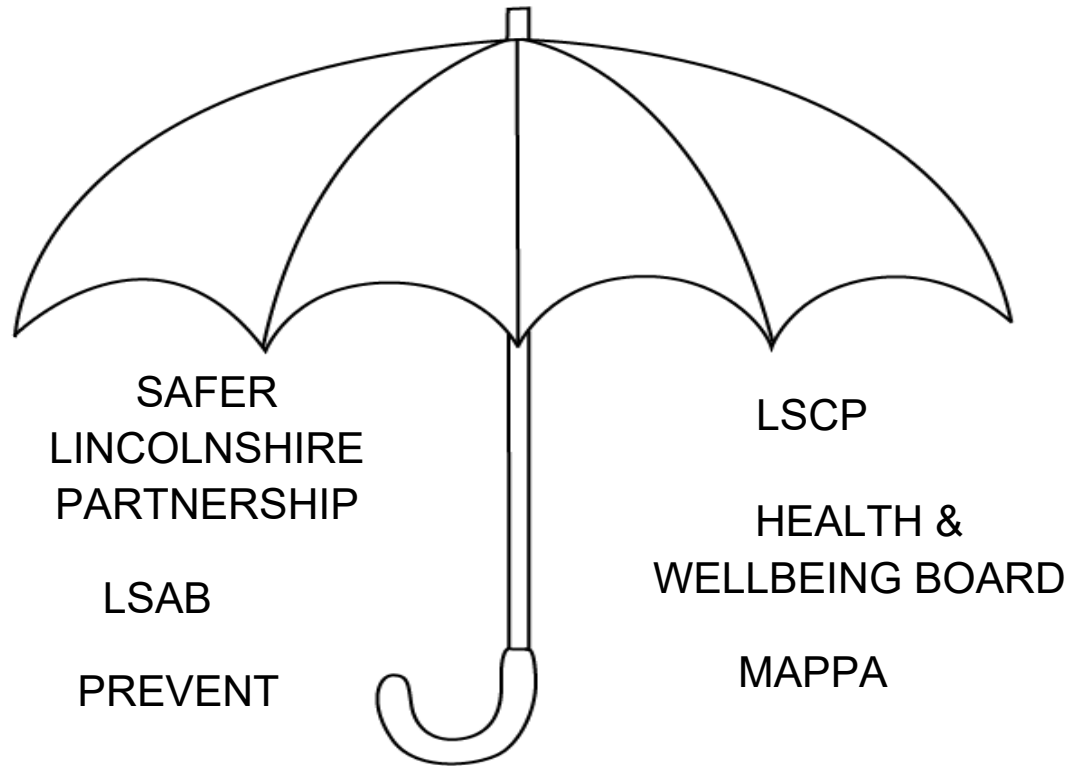 SAFER
LINCOLNSHIRE
PARTNERSHIP
LSAB
PREVENT
LSCP
HEALTH &
WELLBEING BOARD
MAPPA